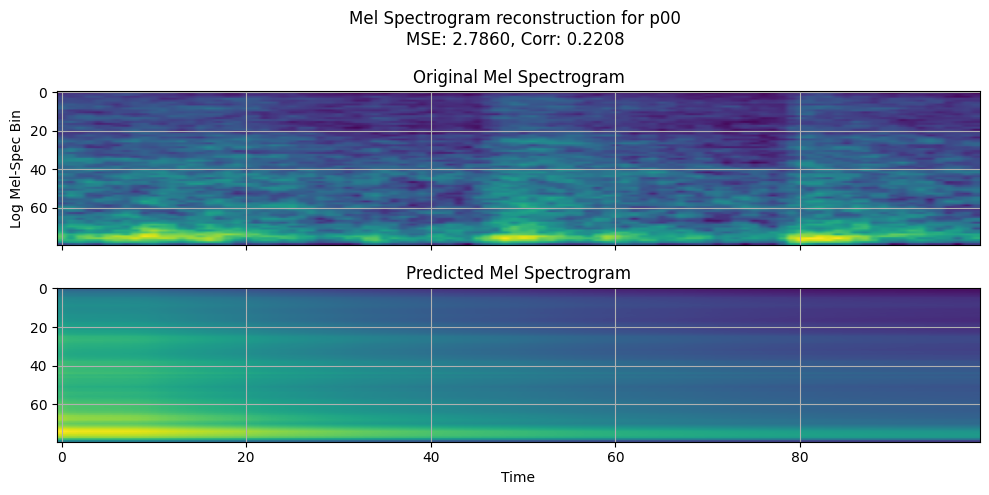 Mel Spectrogram reconstruction for p00
MSE: 2.7860, Corr: 0.2208
Original Mel Spectrogram
Log Mel-Spec Bin
0
20
40
60
Predicted Mel Spectrogram
0
20
40
60
0 20 40 60 80
Time